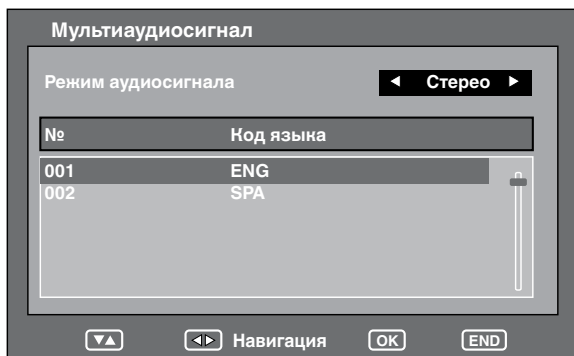 Мультиаудиосигнал
Режим аудиосигнала ◀ Стерео ▶
№ Код языка
001 ENG
002 SPA
▼▲ ◀▶ Навигация OK END